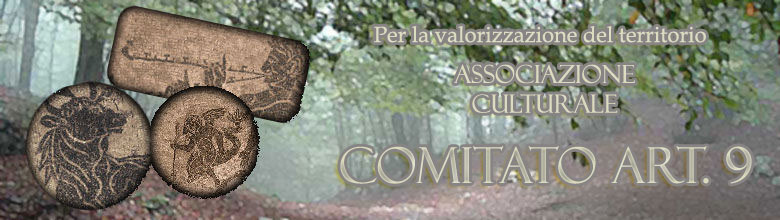 Per la valorizzazione del territorio
ASSOCIAZIONE
CULTURALE
COMITATO ART. 9